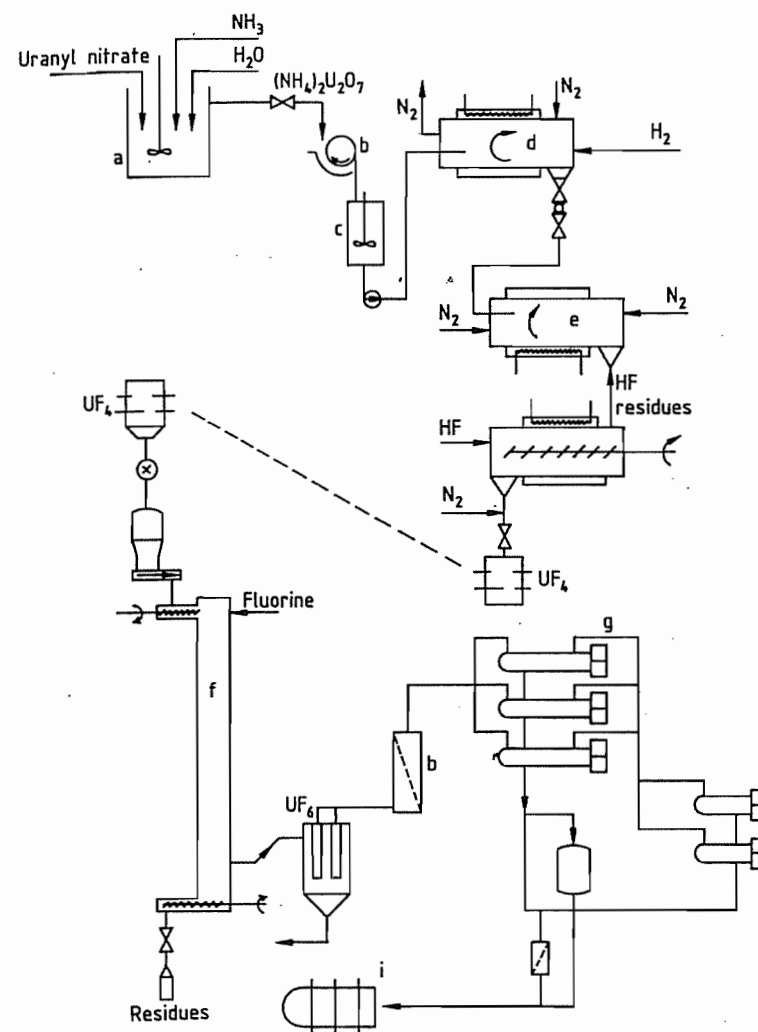 NH₃
Uranyl nitrate
H₂O
(NH₄)₂U₂O₇
a
b
c
N₂
N₂
d
H₂
N₂
e
N₂
HF
residues
HF
N₂
UF₄
UF₄
Fluorine
f
g
b
UF₆
i
Residues